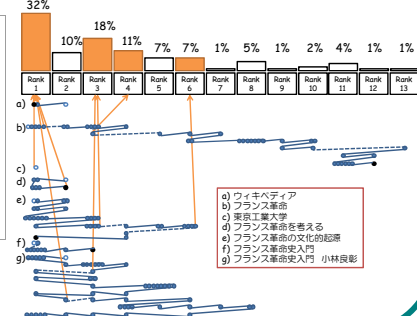 32%
10%
18%
11%
7%
7%
1%
5%
1%
2%
4%
1%
1%
Rank 1
Rank 2
Rank 3
Rank 4
Rank 5
Rank 6
Rank 7
Rank 8
Rank 9
Rank 10
Rank 11
Rank 12
Rank 13
a)
b)
c)
d)
e)
f)
g)
a) ウィキペディア
b) フランス革命
c) 東京工業大学
d) フランス革命を考える
e) フランス革命の文化的起源
f) フランス革命史入門
g) フランス革命史入門 小林良彰